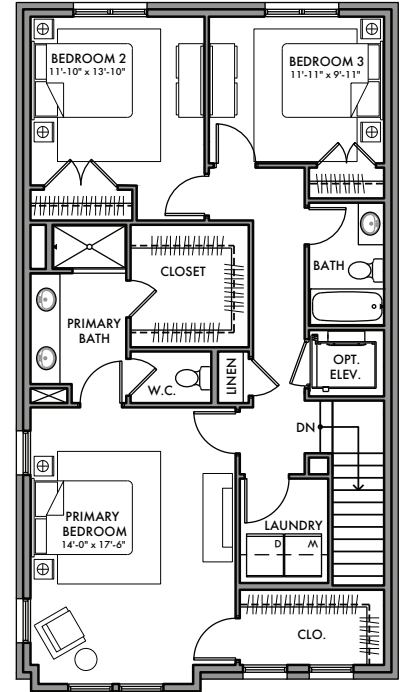 BEDROOM 2
11'-10" x 13'-10"
BEDROOM 3
11'-11" x 9'-11"
CLOSET
BATH
PRIMARY
BATH
OPT.
ELEV.
LINEN
W.C.
DN
PRIMARY
BEDROOM
14'-0" x 17'-6"
LAUNDRY
D
W
CLO.